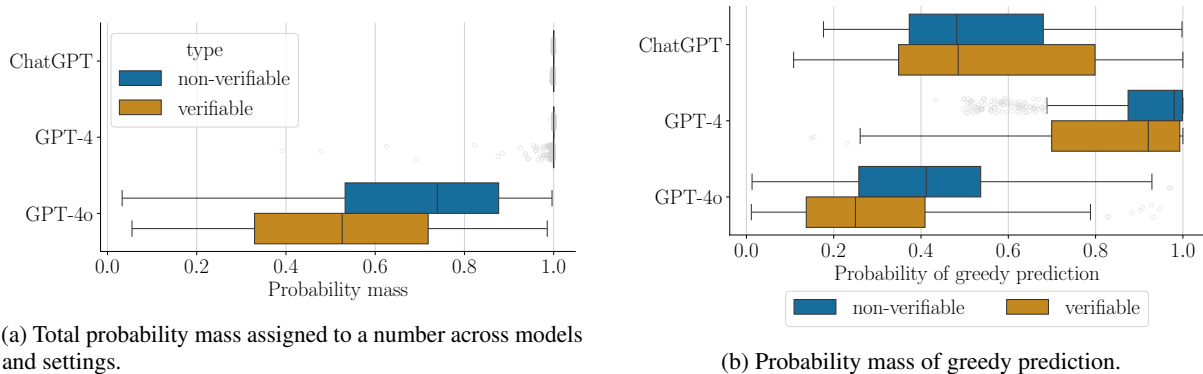 ChatGPT
GPT-4
GPT-4o
type
non-verifiable
verifiable
0.0 0.2 0.4 0.6 0.8 1.0
Probability mass
(a) Total probability mass assigned to a number across models
and settings.
ChatGPT
GPT-4
GPT-4o
0.0 0.2 0.4 0.6 0.8 1.0
Probability of greedy prediction
non-verifiable verifiable
(b) Probability mass of greedy prediction.